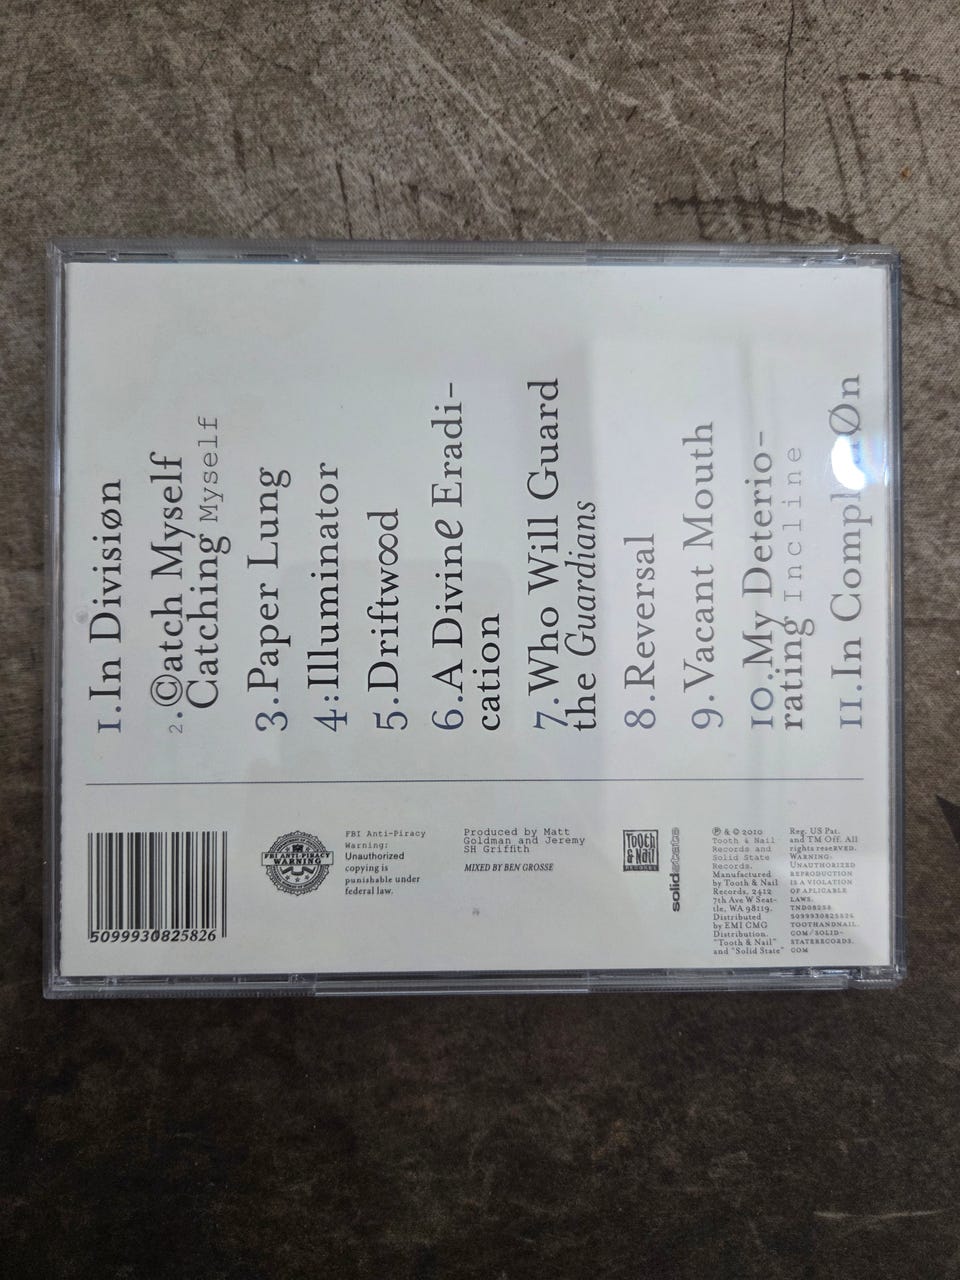 1.In Divisiøn
2.©atch Myself
Catching Myself
3.Paper Lung
4:Illuminator
5.Driftwood
6.A Divine Eradi-
cation
7.Who Will Guard
the Guardians
8.Reversal
9.Vacant Mouth
10.My Deterio-
rating Incline
11.In
5099930825826
FBI ANTI-PIRACY
WARNING
FBI Anti-Piracy
Warning:
Unauthorized
copying is
punishable under
federal law.
Produced by Matt
Goldman and Jeremy
SH Griffith
MIXED BY BEN GROSSE
Tooth
& Nail
RECORDS
solidstate
℗ & © 2010
Tooth & Nail
Records and
Solid State
Records.
Manufactured
by Tooth & Nail
Records, 2412
7th Ave W Seat-
tle, WA 98119.
Distributed
by EMI CMG
Distribution.
"Tooth & Nail"
and "Solid State"
Reg. US Pat.
and TM Off. All
rights reseRVED.
WARNING:
UNAUTHORIZED
REPRODUCTION
IS A VIOLATION
OF APLICABLE
LAWS.
TND08258
5099930825826
TOOTHANDNAIL.
COM/SOLID-
STATERECORDS.
COM